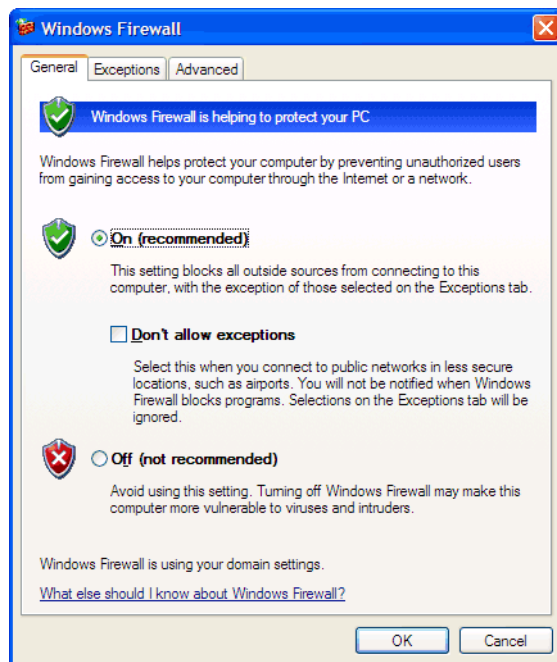 Windows Firewall
General Exceptions Advanced
Windows Firewall is helping to protect your PC
Windows Firewall helps protect your computer by preventing unauthorized users
from gaining access to your computer through the Internet or a network.
On (recommended)
This setting blocks all outside sources from connecting to this
computer, with the exception of those selected on the Exceptions tab.
Don't allow exceptions
Select this when you connect to public networks in less secure
locations, such as airports. You will not be notified when Windows
Firewall blocks programs. Selections on the Exceptions tab will be
ignored.
Off (not recommended)
Avoid using this setting. Turning off Windows Firewall may make this
computer more vulnerable to viruses and intruders.
Windows Firewall is using your domain settings.
What else should I know about Windows Firewall?
OK Cancel